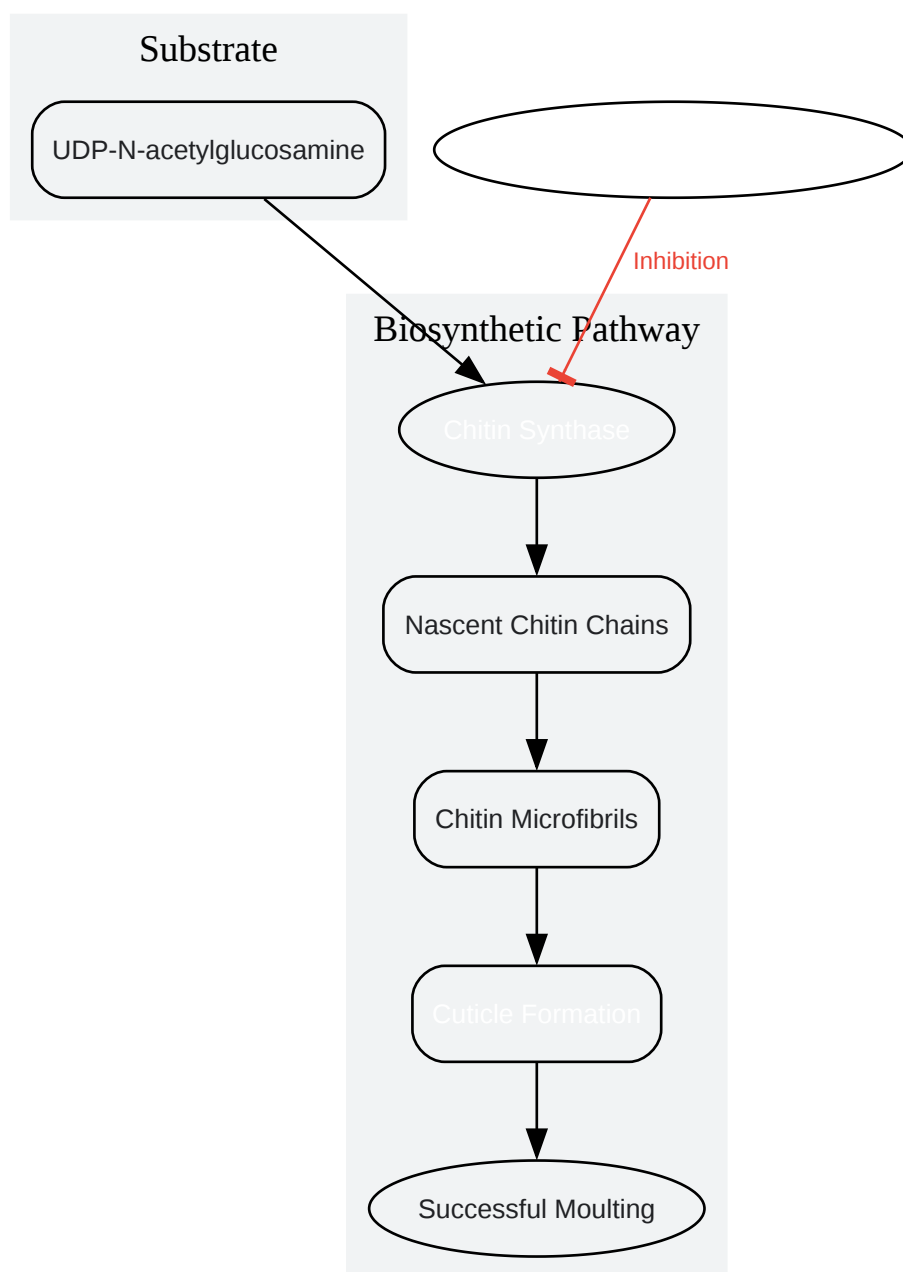 Substrate
UDP-N-acetylglucosamine
Inhibition
Biosynthetic Pathway
Chitin Synthase
Nascent Chitin Chains
Chitin Microfibrils
Cuticle Formation
Successful Moulting